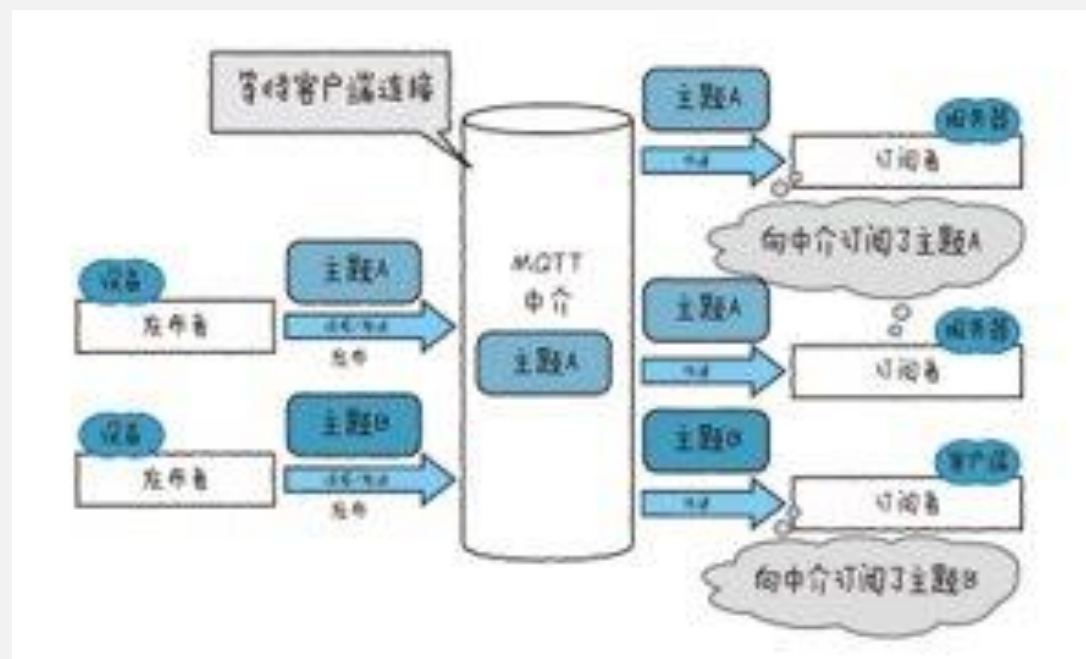 等待客户端连接
主题A
服务器
订阅者
向中介订阅了主题A
设备
主题A
发布者
发布
MQTT
中介
主题A
主题A
服务器
订阅者
设备
主题B
发布者
发布
主题B
客户端
订阅者
向中介订阅了主题B